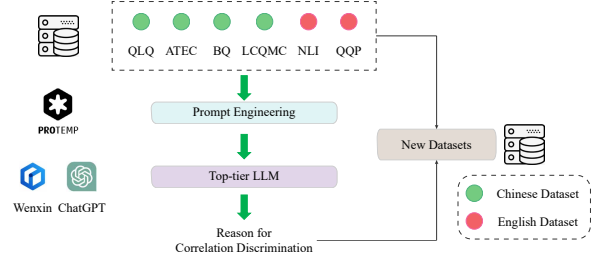 QLQ ATEC BQ LCQMC NLI QQP
Prompt Engineering
PROTEMP
New Datasets
Top-tier LLM
Wenxin ChatGPT
Chinese Dataset
English Dataset
Reason for
Correlation Discrimination